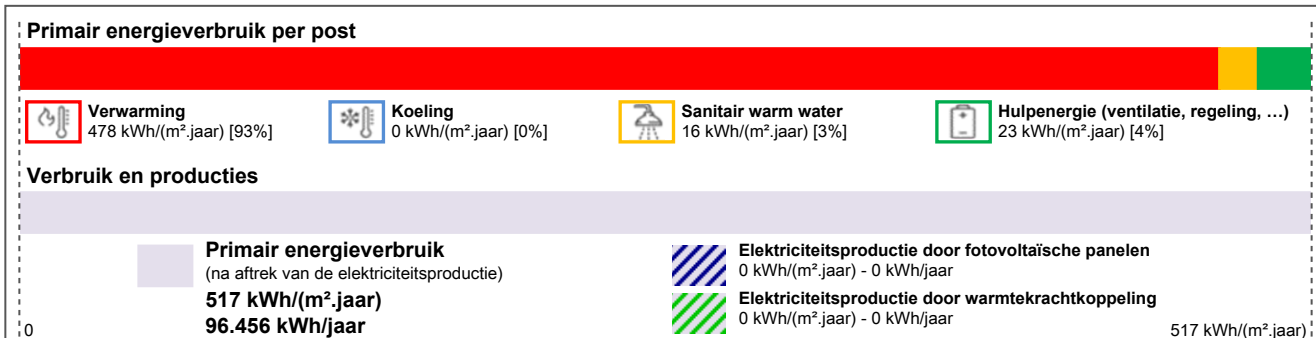 Primair energieverbruik per post
Verwarming
478 kWh/(m².jaar) [93%]
Koeling
0 kWh/(m².jaar) [0%]
Sanitair warm water
16 kWh/(m².jaar) [3%]
Hulpenergie (ventilatie, regeling, …)
23 kWh/(m².jaar) [4%]
Verbruik en producties
Primair energieverbruik
(na aftrek van de elektriciteitsproductie)
517 kWh/(m².jaar)
96.456 kWh/jaar
Elektriciteitsproductie door fotovoltaïsche panelen
0 kWh/(m².jaar) - 0 kWh/jaar
Elektriciteitsproductie door warmtekrachtkoppeling
0 kWh/(m².jaar) - 0 kWh/jaar
0
517 kWh/(m².jaar)